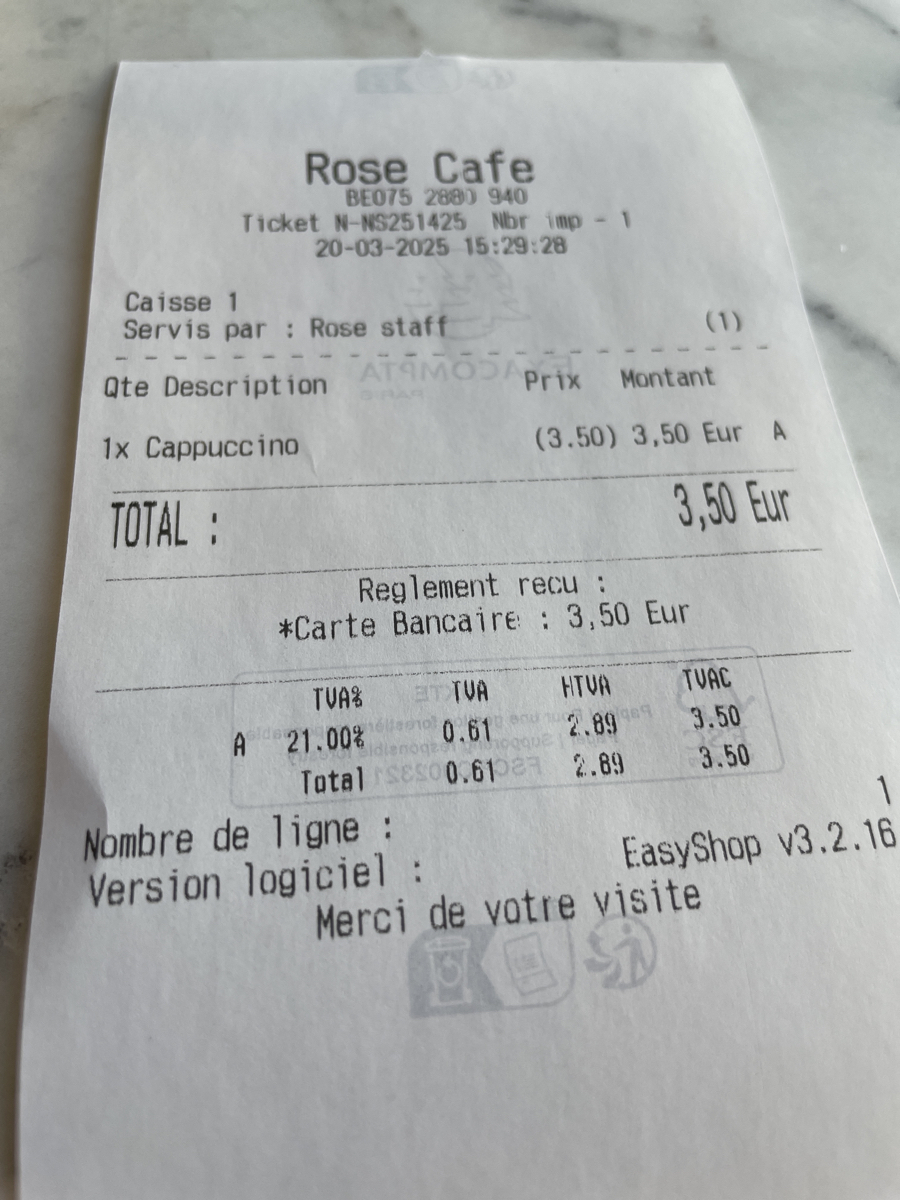 Rose Cafe
BE075 2880 940
Ticket N-NS251425 Nbr imp - 1
20-03-2025 15:29:28
Caisse 1
Servis par : Rose staff (1)
Qte Description Prix Montant
1x Cappuccino (3.50) 3,50 Eur A
TOTAL : 3,50 Eur
Reglement recu :
*Carte Bancaire : 3,50 Eur
TVA% TVA HTVA TVAC
A 21.00% 0.61 2.89 3.50
Total 0.61 2.89 3.50
Nombre de ligne : 1
Version logiciel : EasyShop v3.2.16
Merci de votre visite